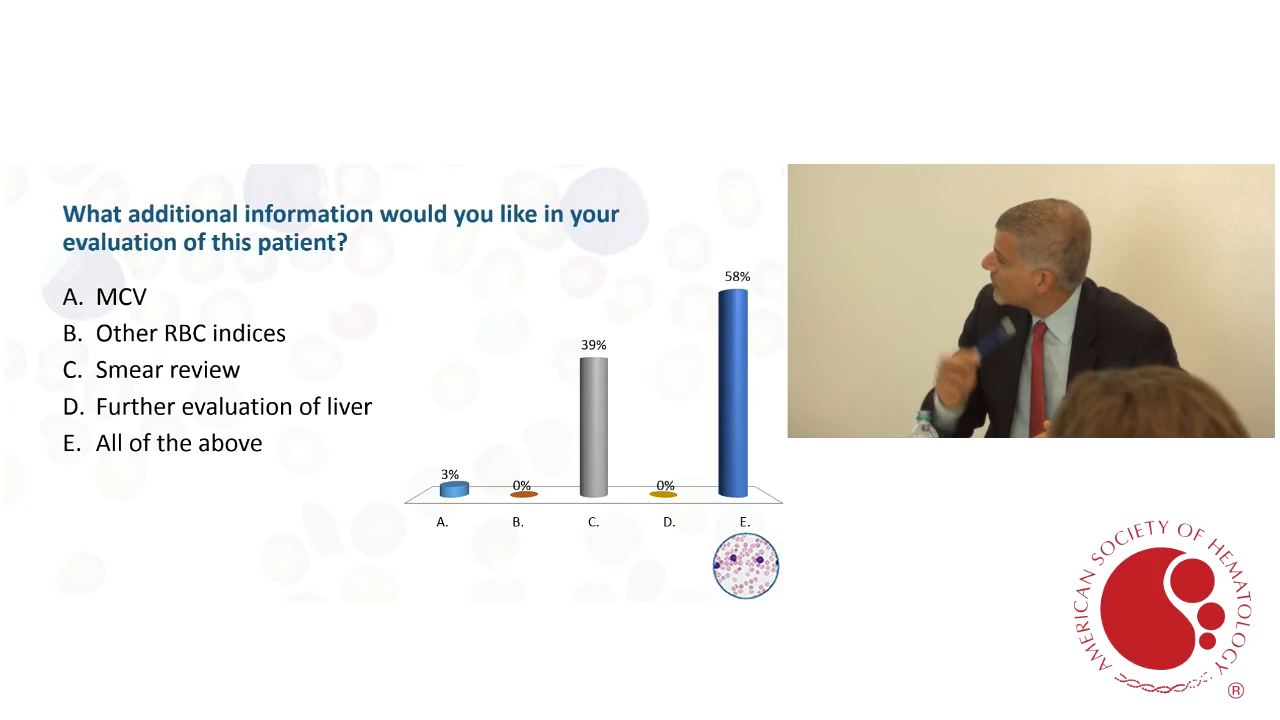 What additional information would you like in your
evaluation of this patient?
A. MCV
B. Other RBC indices
C. Smear review
D. Further evaluation of liver
E. All of the above
3%
0%
39%
0%
58%
A.
B.
C.
D.
E.
AMERICAN SOCIETY OF HEMATOLOGY
®